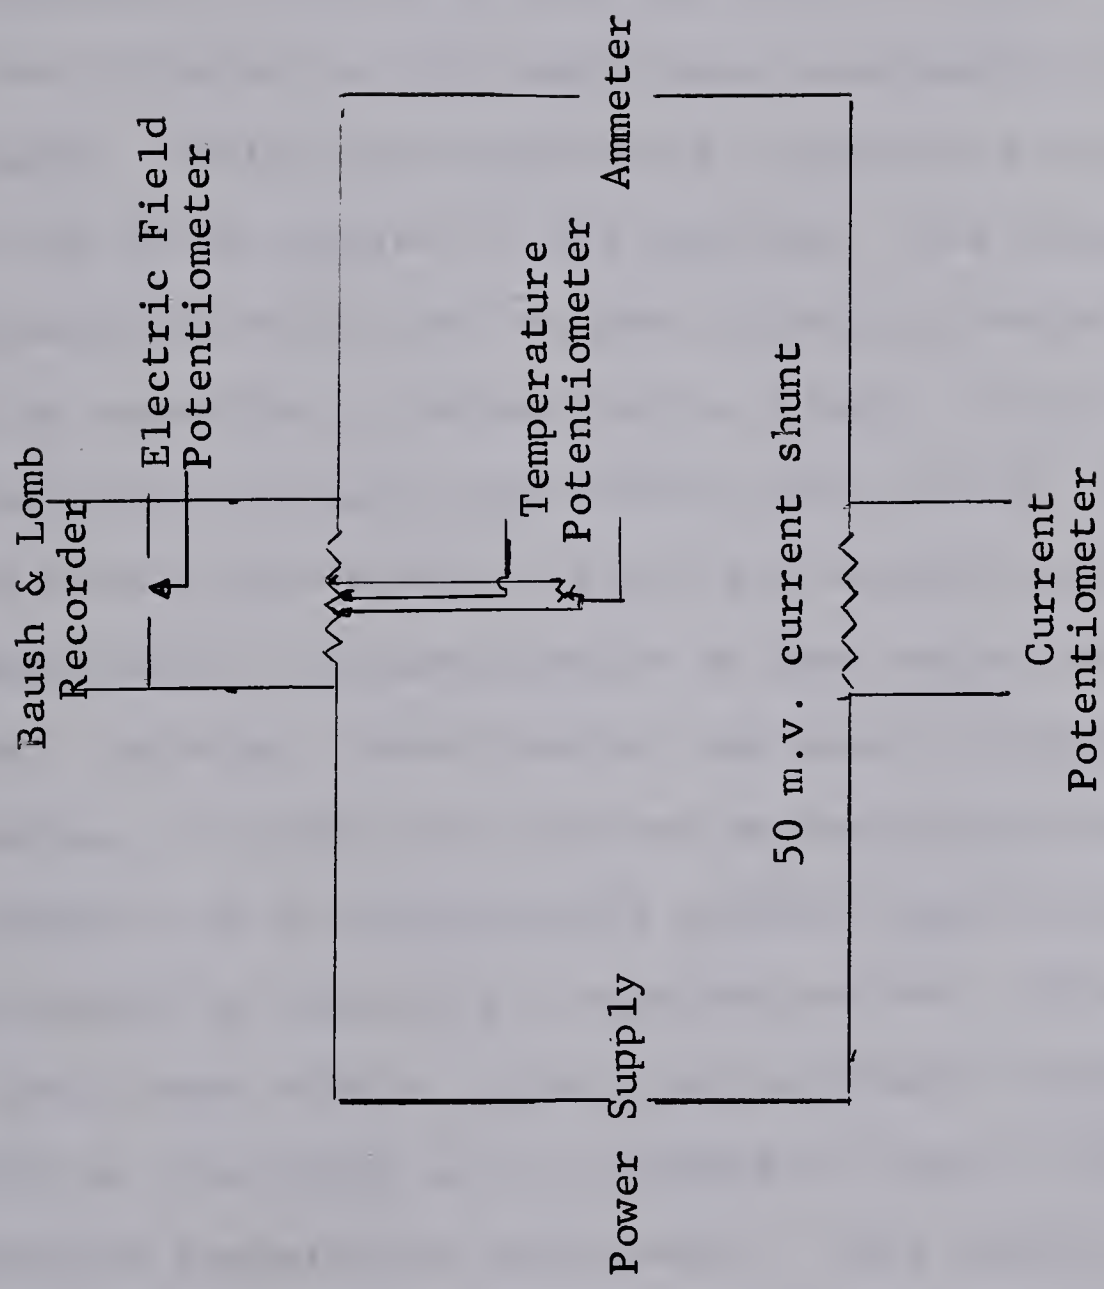 Baush & Lomb
Recorder
Electric Field
Potentiometer
Temperature
Potentiometer
Ammeter
Power Supply
50 m.v. current shunt
Current
Potentiometer